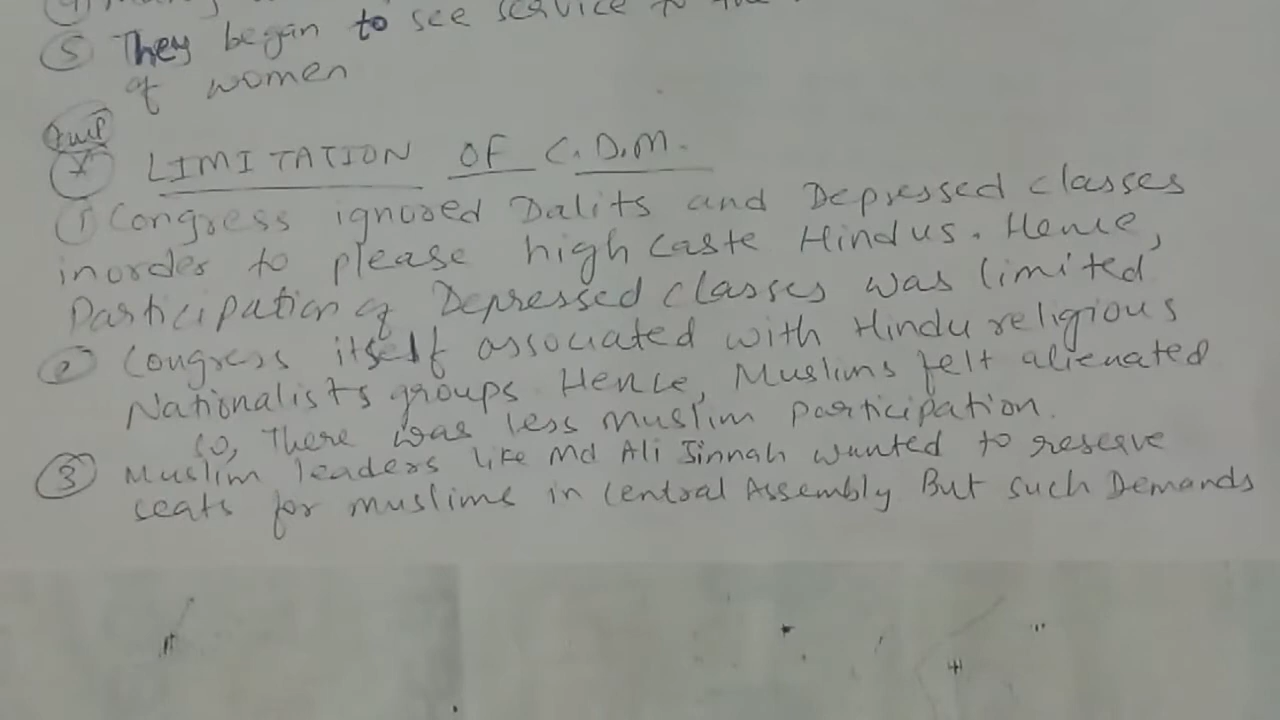 ⑤ They began to see service to the
of women
* LIMITATION OF C.D.M.
① Congress ignored Dalits and Depressed classes
inorder to please high caste Hindus. Hence,
Participation of Depressed classes was limited
② Congress itself associated with Hindu religious
Nationalists groups. Hence, Muslims felt alienated
so, There was less Muslim participation.
③ Muslim leaders like Md Ali Jinnah wanted to reserve
seats for muslims in Central Assembly But such Demands